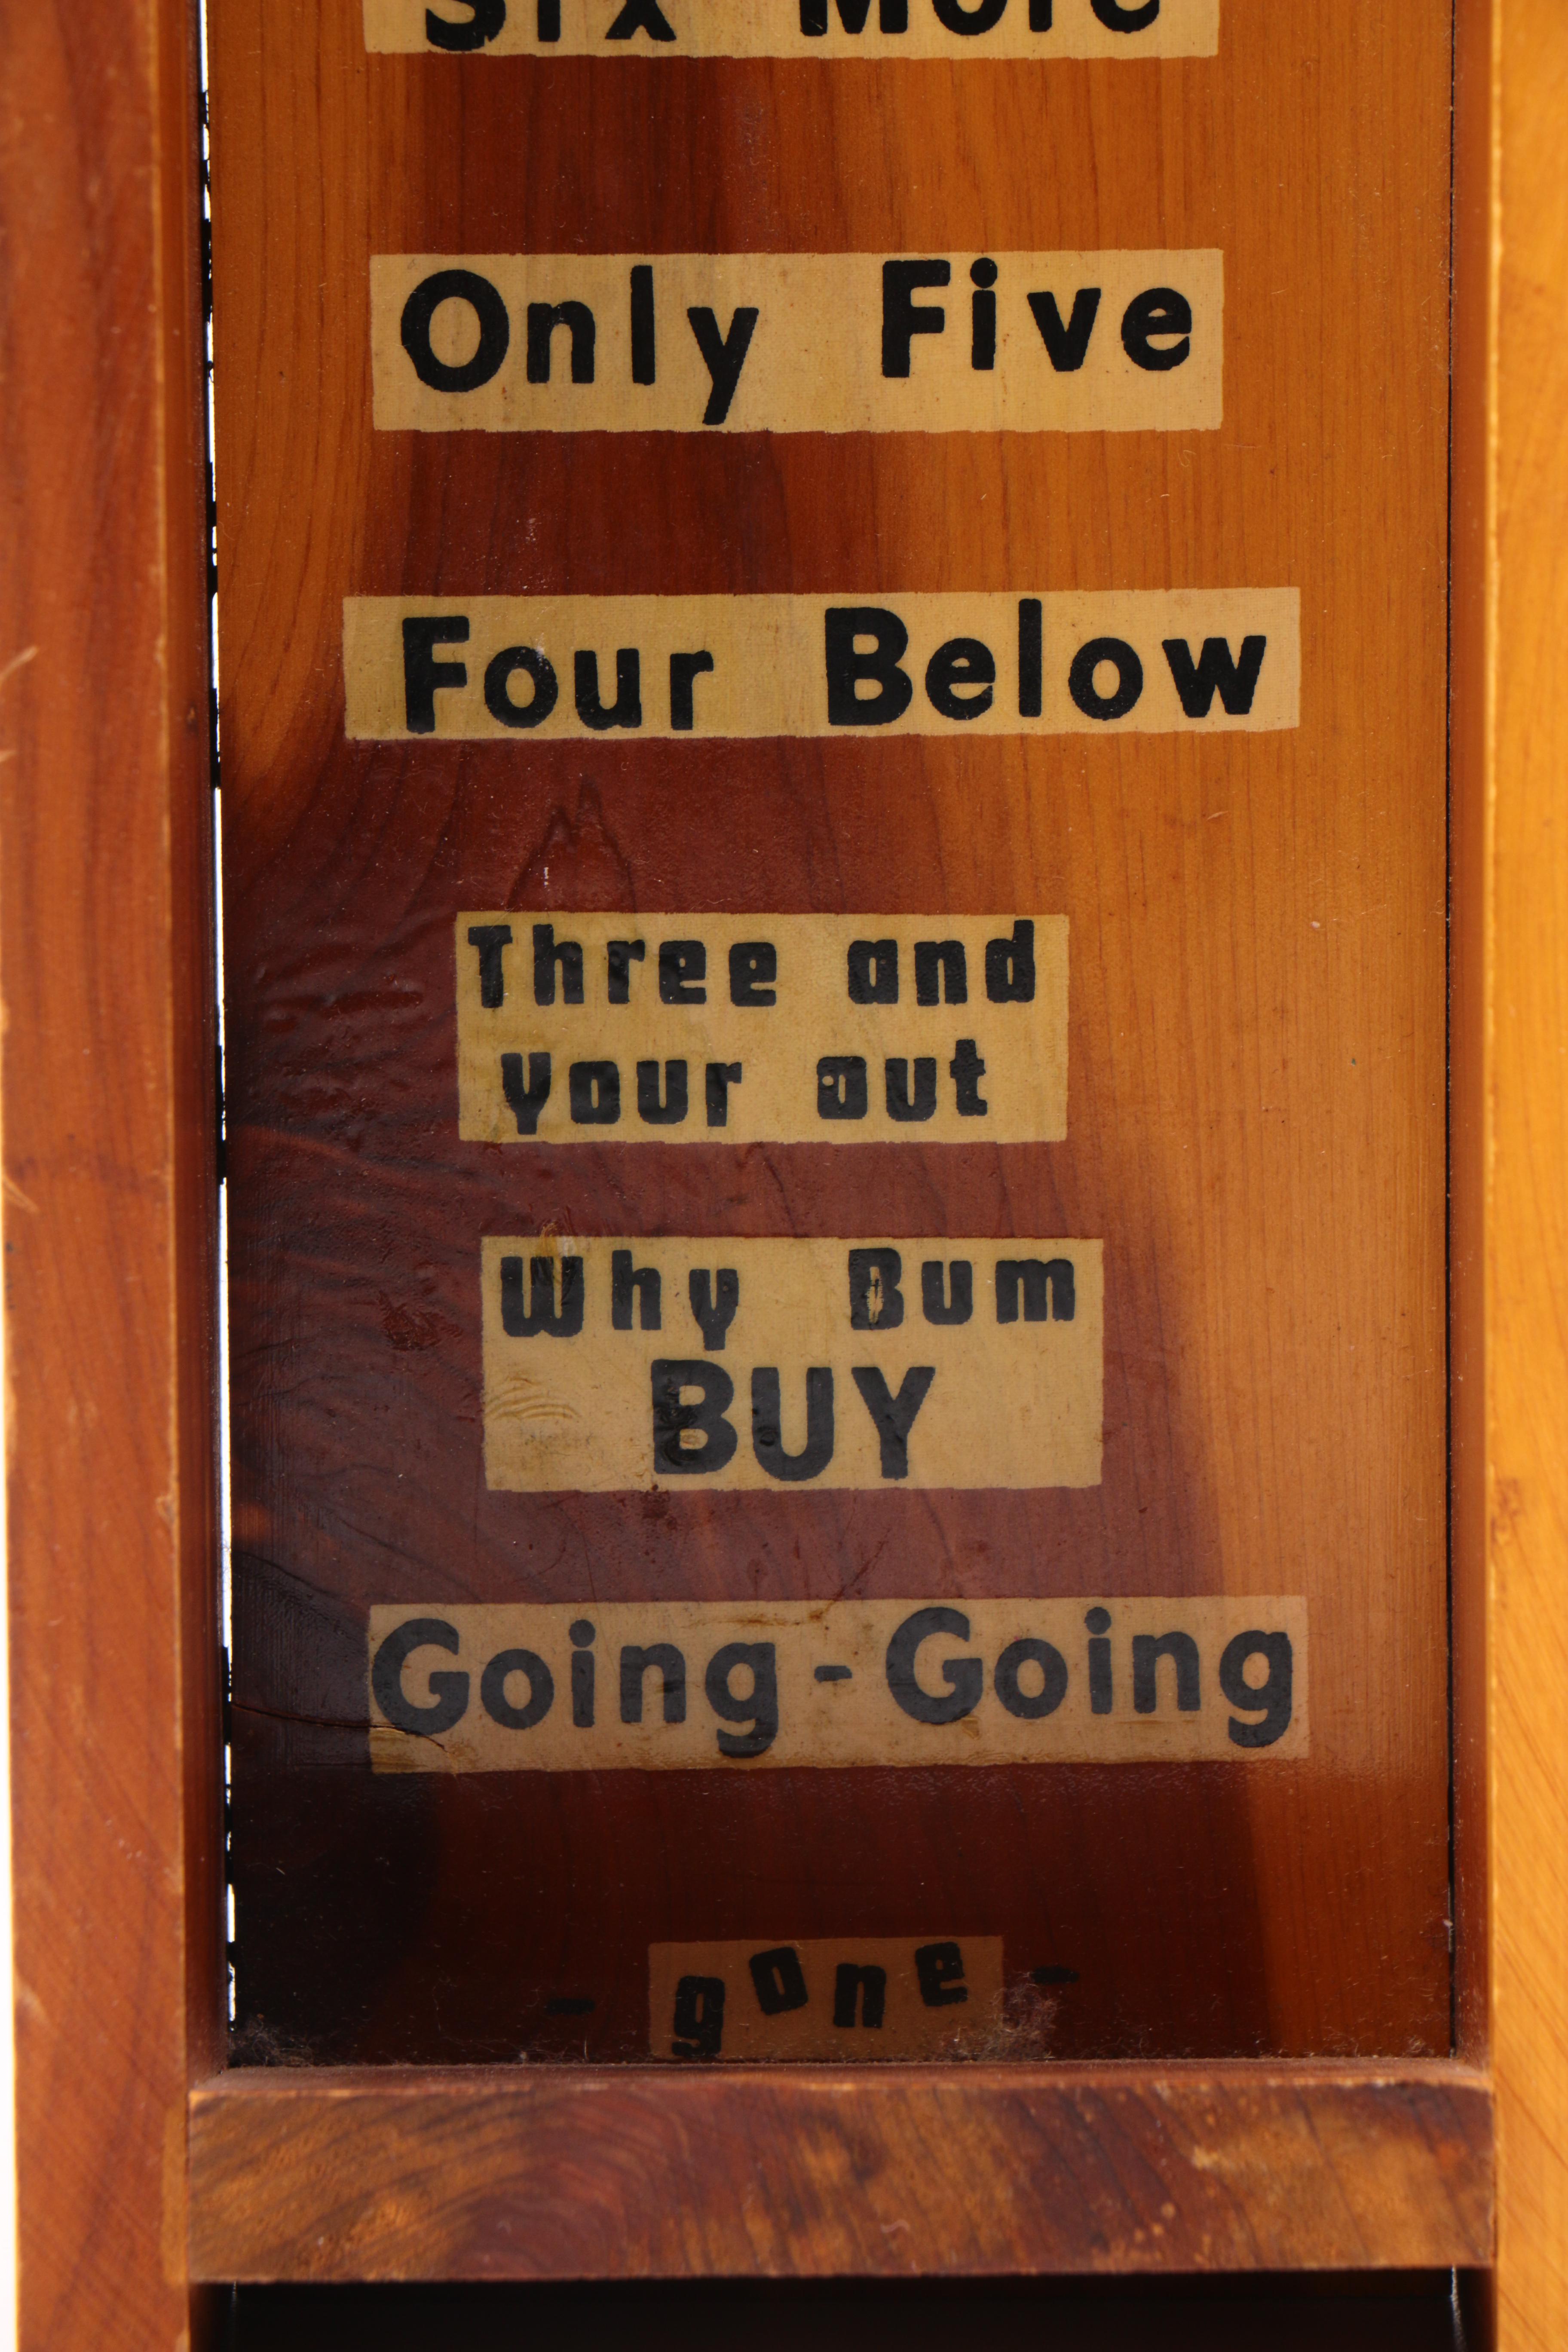 Six More
Only Five
Four Below
Three and
your out
Why Bum
BUY
Going - Going
- gone -